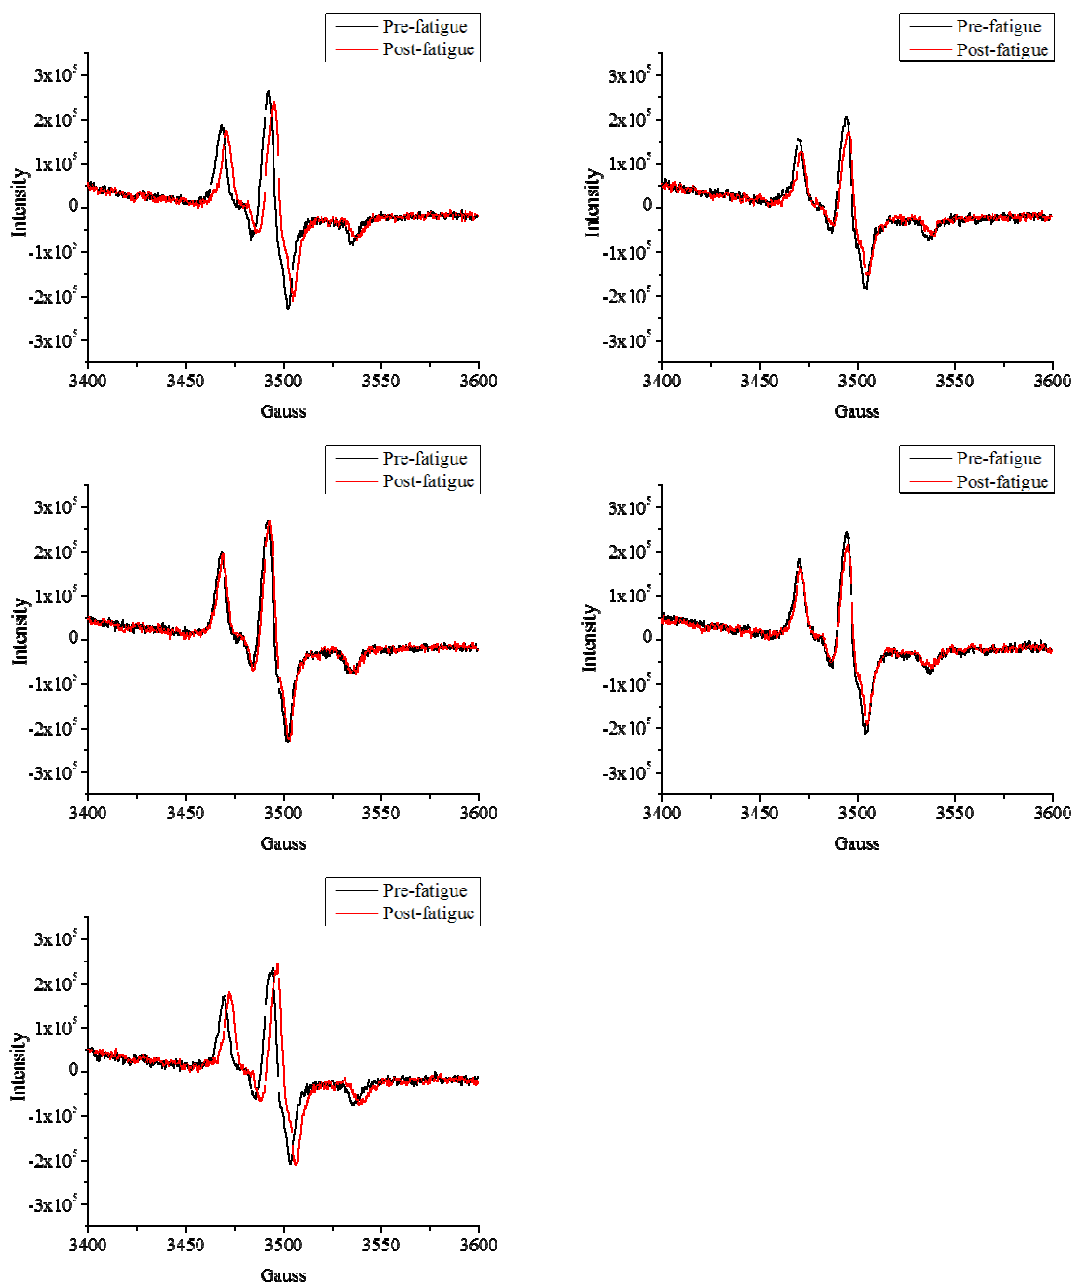 Pre-fatigue
Post-fatigue
3x10⁵
2x10⁵
1x10⁵
0
-1x10⁵
-2x10⁵
-3x10⁵
Intensity
3400 3450 3500 3550 3600
Gauss
Pre-fatigue
Post-fatigue
3x10⁵
2x10⁵
1x10⁵
0
-1x10⁵
-2x10⁵
-3x10⁵
Intensity
3400 3450 3500 3550 3600
Gauss
Pre-fatigue
Post-fatigue
3x10⁵
2x10⁵
1x10⁵
0
-1x10⁵
-2x10⁵
-3x10⁵
Intensity
3400 3450 3500 3550 3600
Gauss
Pre-fatigue
Post-fatigue
3x10⁵
2x10⁵
1x10⁵
0
-1x10⁵
-2x10⁵
-3x10⁵
Intensity
3400 3450 3500 3550 3600
Gauss
Pre-fatigue
Post-fatigue
3x10⁵
2x10⁵
1x10⁵
0
-1x10⁵
-2x10⁵
-3x10⁵
Intensity
3400 3450 3500 3550 3600
Gauss